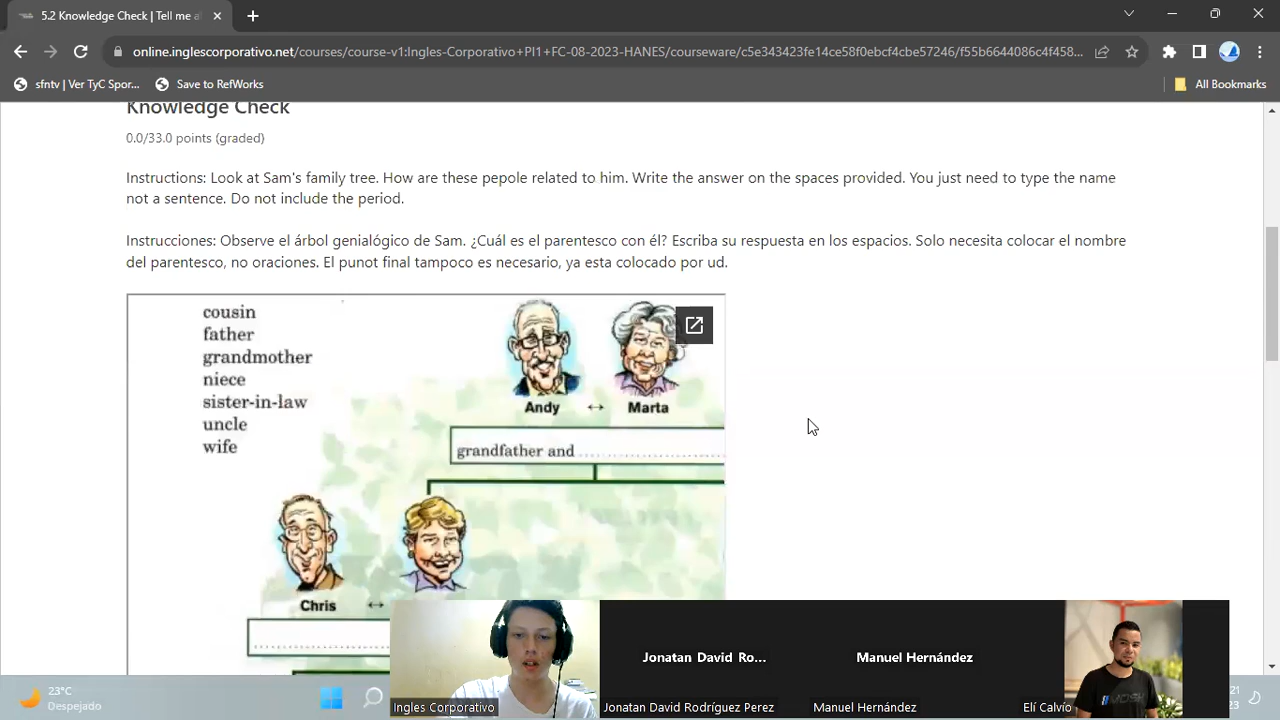 5.2 Knowledge Check | Tell me a
online.inglescorporativo.net/courses/course-v1:Ingles-Corporativo+PI1+FC-08-2023-HANES/courseware/c5e343423fe14ce58f0ebcf4cbe57246/f55b6644086c4f458...
sfntv | Ver TyC Spor... Save to RefWorks All Bookmarks
Knowledge Check
0.0/33.0 points (graded)
Instructions: Look at Sam's family tree. How are these pepole related to him. Write the answer on the spaces provided. You just need to type the name
not a sentence. Do not include the period.
Instrucciones: Observe el árbol genialógico de Sam. ¿Cuál es el parentesco con él? Escriba su respuesta en los espacios. Solo necesita colocar el nombre
del parentesco, no oraciones. El punot final tampoco es necesario, ya esta colocado por ud.
cousin
father
grandmother
niece
sister-in-law
uncle
wife
Andy ↔ Marta
grandfather and
Chris ↔
Jonatan David Ro...
Manuel Hernández
Ingles Corporativo
Jonatan David Rodríguez Perez
Manuel Hernández
Elí Calvio
23°C
Despejado